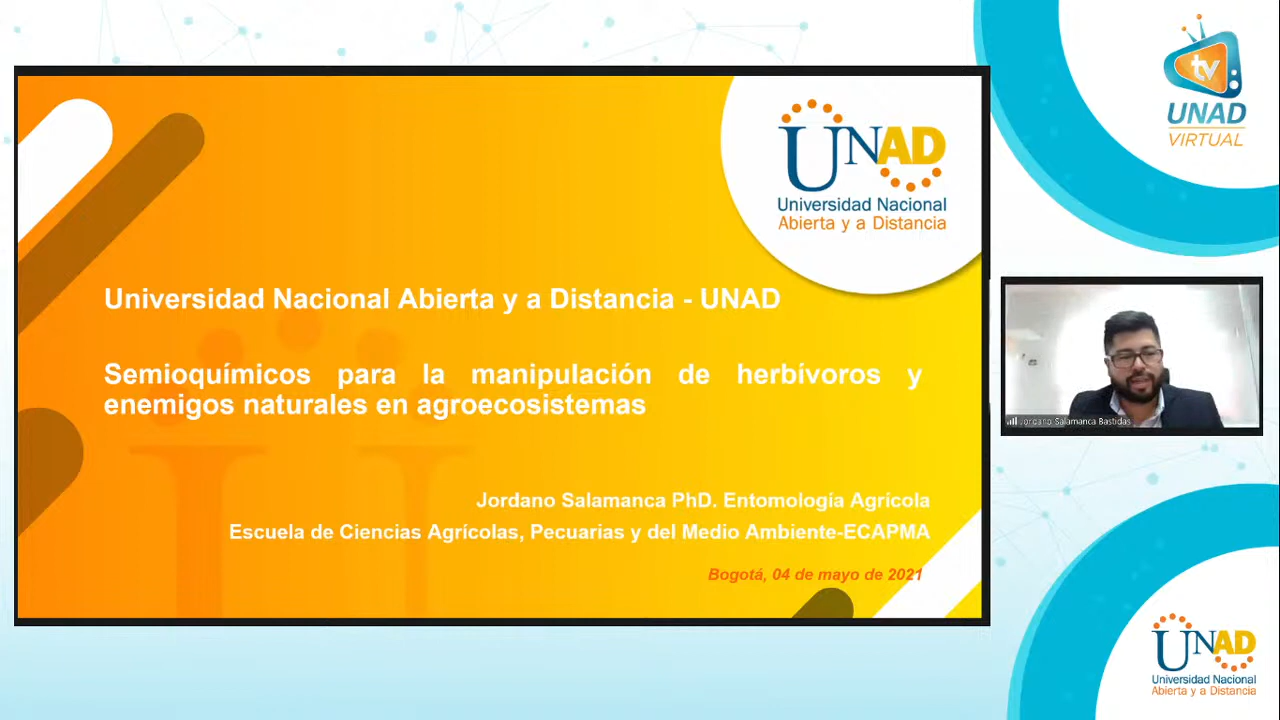 UNAD
Universidad Nacional
Abierta y a Distancia
Universidad Nacional Abierta y a Distancia - UNAD
Semioquímicos para la manipulación de herbívoros y
enemigos naturales en agroecosistemas
Jordano Salamanca PhD. Entomología Agrícola
Escuela de Ciencias Agrícolas, Pecuarias y del Medio Ambiente-ECAPMA
Bogotá, 04 de mayo de 2021
tv
UNAD
VIRTUAL
Jordano Salamanca Bastidas
UNAD
Universidad Nacional
Abierta y a Distancia